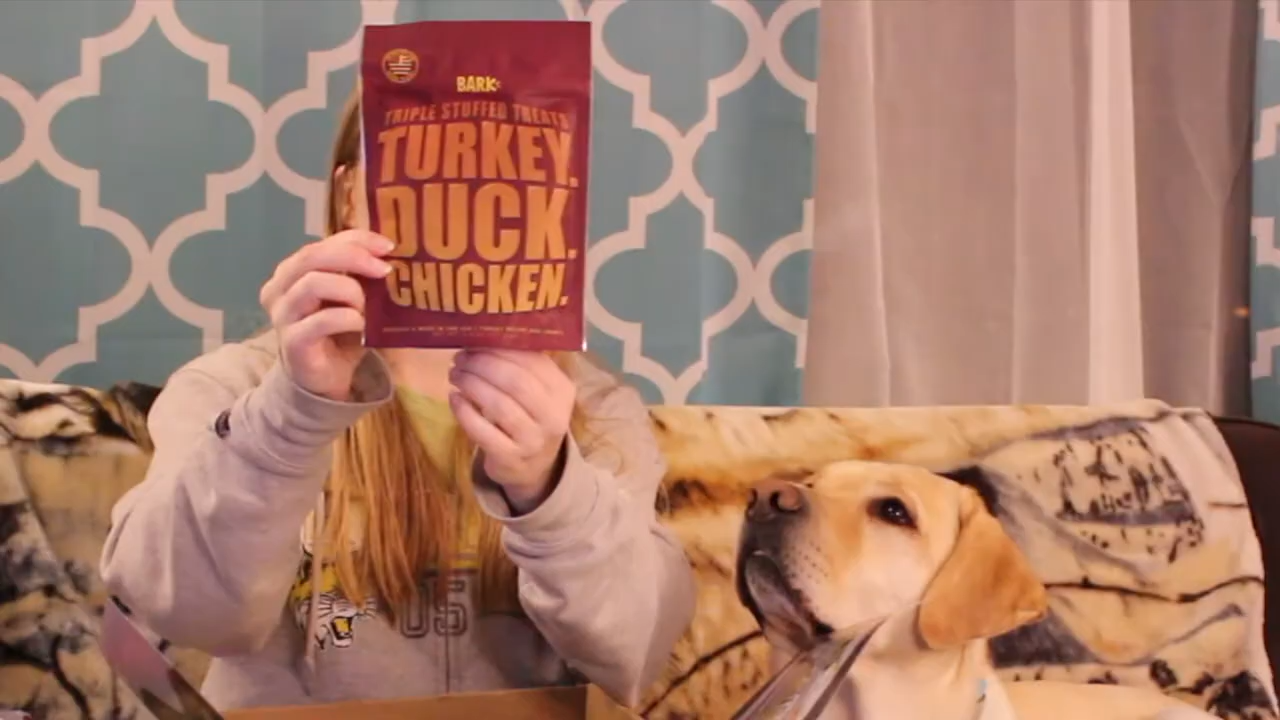 BARK
TRIPLE STUFFED TREATS
TURKEY.
DUCK.
CHICKEN.